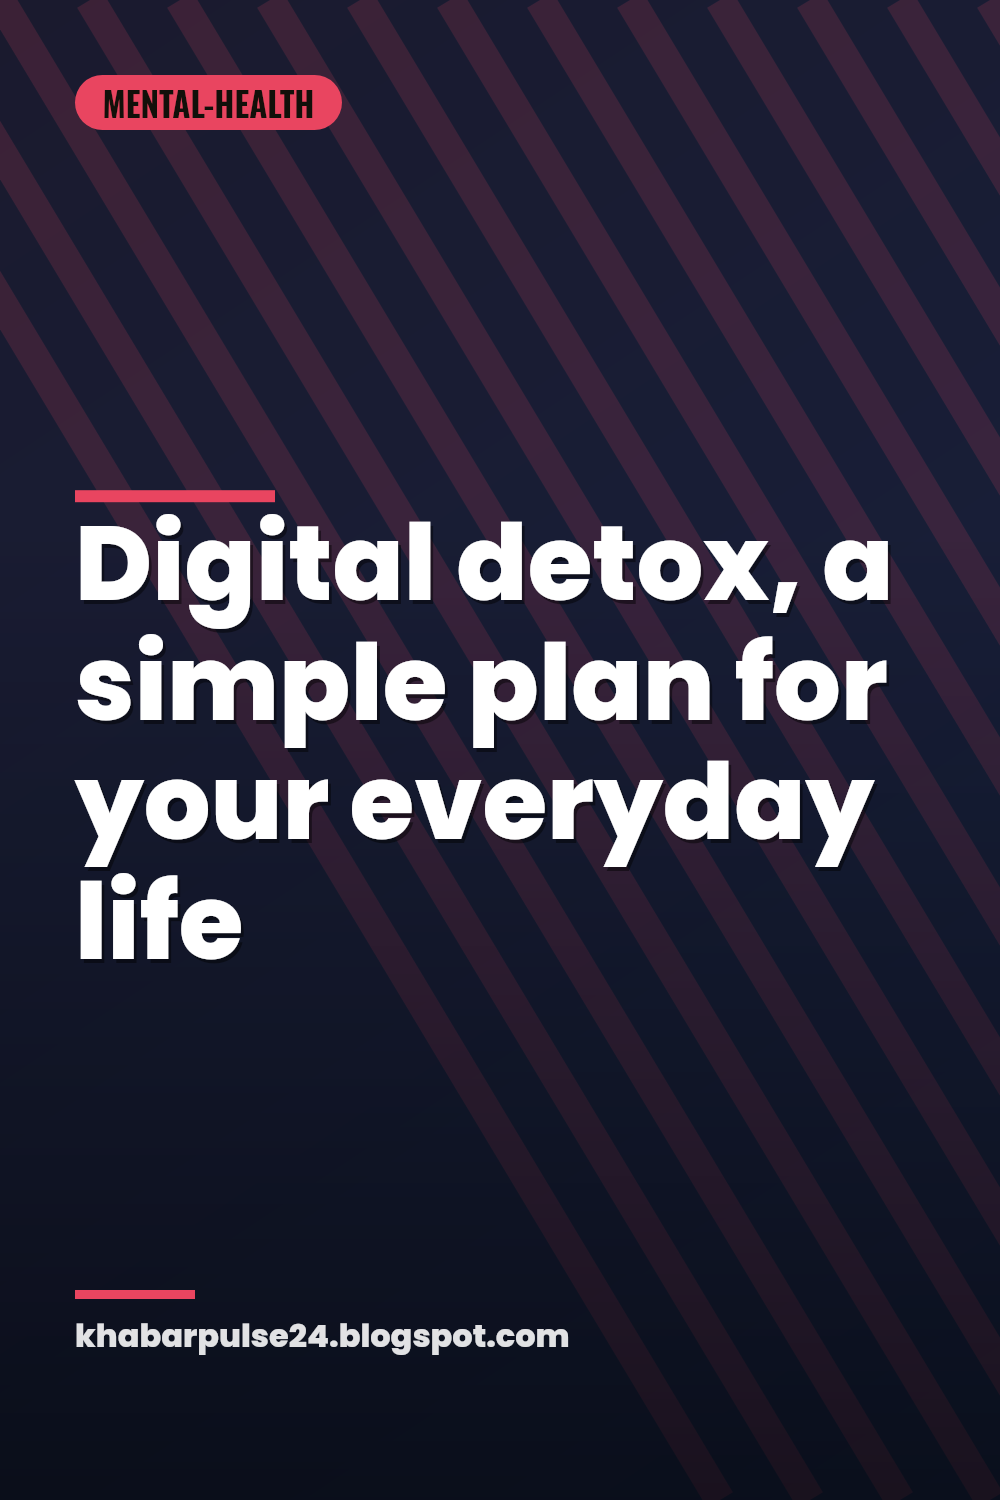 MENTAL-HEALTH
Digital detox, a
simple plan for
your everyday
life
khabarpulse24.blogspot.com